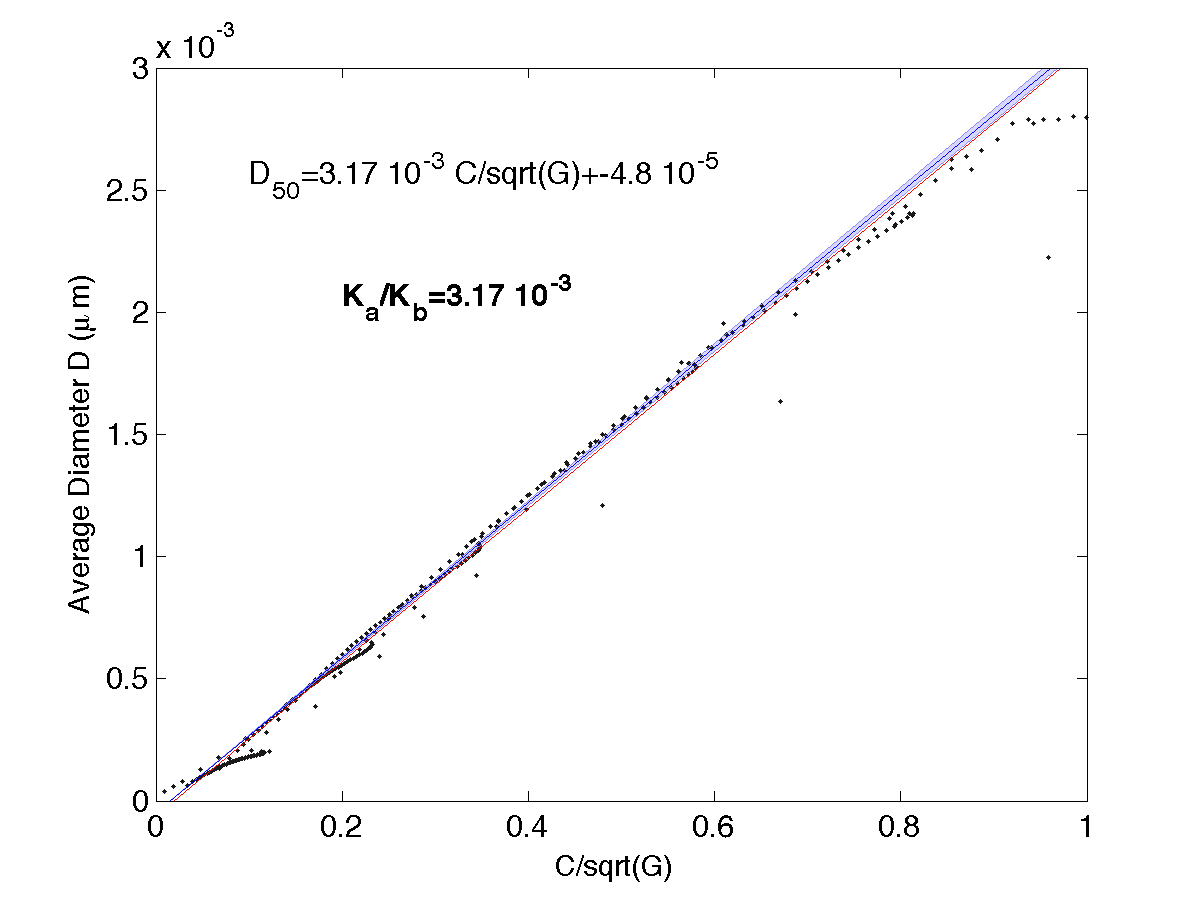 x 10-3
3
2.5
2
1.5
1
0.5
0
D50=3.17 10-3 C/sqrt(G)+-4.8 10-5
Ka/Kb=3.17 10-3
Average Diameter D (μ m)
0 0.2 0.4 0.6 0.8 1
C/sqrt(G)